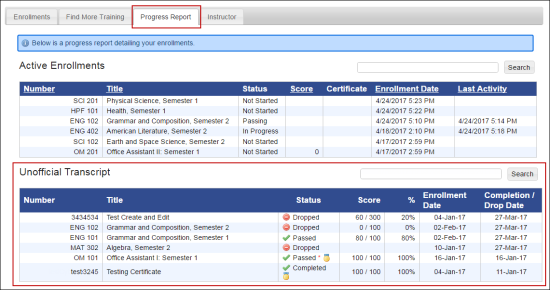 Enrollments Find More Training Progress Report Instructor
Below is a progress report detailing your enrollments.
Active Enrollments Search
Number Title Status Score Certificate Enrollment Date Last Activity
SCI 201 Physical Science, Semester 1 Not Started 4/24/2017 5:23 PM
HPF 101 Health, Semester 1 Not Started 4/24/2017 5:22 PM
ENG 102 Grammar and Composition, Semester 2 Passing 4/24/2017 5:10 PM 4/24/2017 5:14 PM
ENG 402 American Literature, Semester 2 In Progress 4/18/2017 2:10 PM 4/24/2017 5:18 PM
SCI 102 Earth and Space Science, Semester 2 Not Started 4/17/2017 2:59 PM
OM 201 Office Assistant II: Semester 1 Not Started 0 4/17/2017 2:59 PM
Unofficial Transcript Search
Number Title Status Score % Enrollment Date Completion / Drop Date
3434534 Test Create and Edit Dropped 60 / 300 20% 04-Jan-17 27-Mar-17
ENG 102 Grammar and Composition, Semester 2 Dropped 0 / 100 0% 02-Feb-17 27-Mar-17
ENG 101 Grammar and Composition, Semester 1 Passed 80 / 100 80% 02-Feb-17 27-Mar-17
MAT 302 Algebra, Semester 2 Dropped 10-Jan-17 27-Mar-17
OM 101 Office Assistant II: Semester 1 Passed * 100 / 100 100% 16-Jan-17 16-Jan-17
test3245 Testing Certificate Completed 100 / 100 100% 04-Jan-17 11-Jan-17